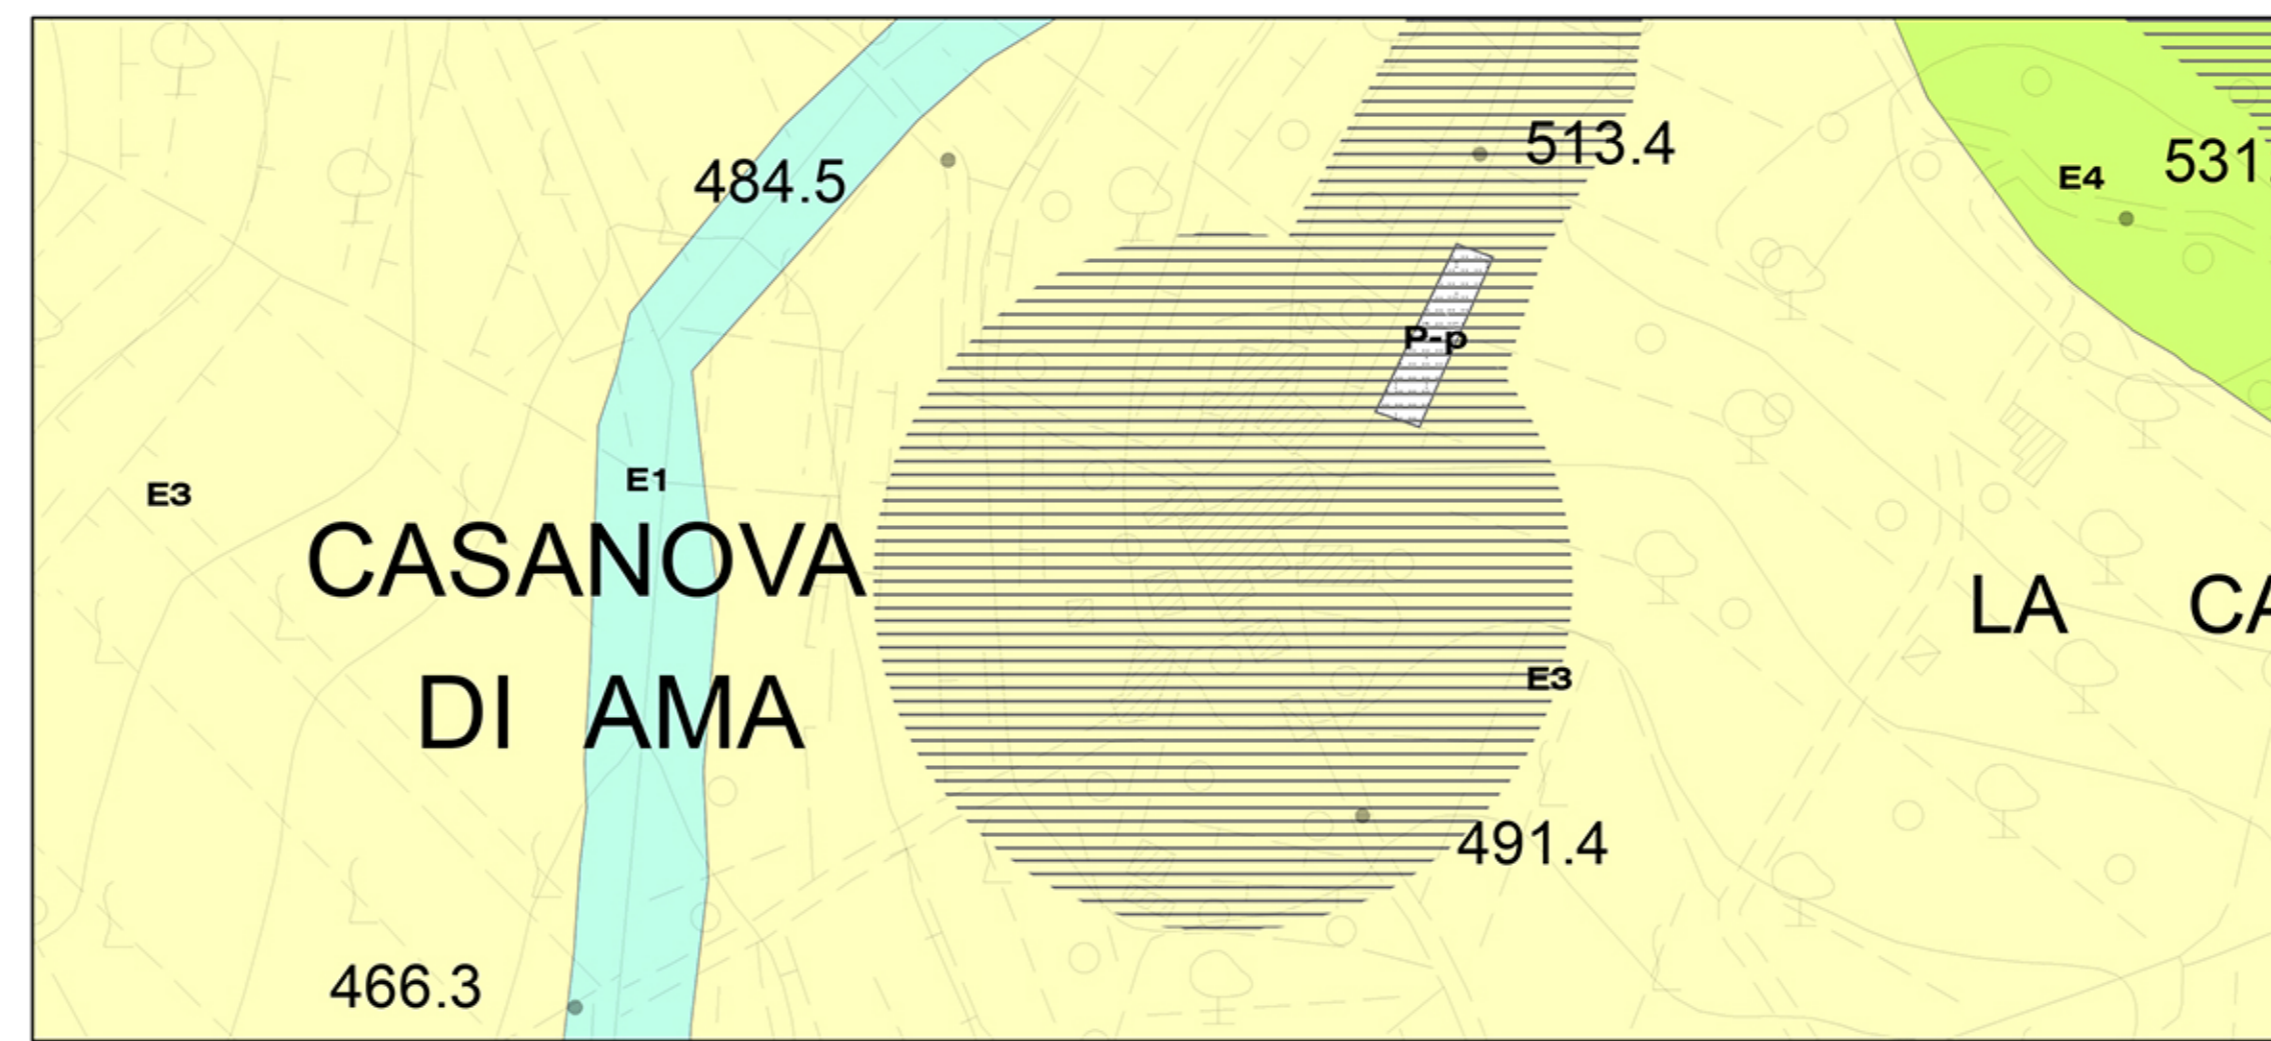 513.4
531.
E4
484.5
P-p
E3
E1
CASANOVA
DI AMA
LA CA
E3
491.4
466.3